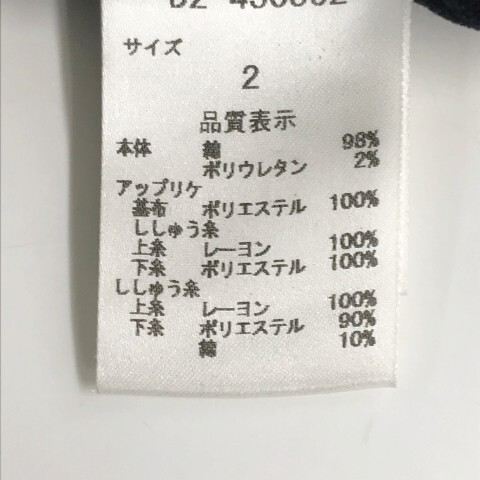 サイズ
2
品質表示
本体 綿 98%
ポリウレタン 2%
アップリケ
基布 ポリエステル 100%
ししゅう糸
上糸 レーヨン 100%
下糸 ポリエステル 100%
ししゅう糸
上糸 レーヨン 100%
下糸 ポリエステル 90%
綿 10%